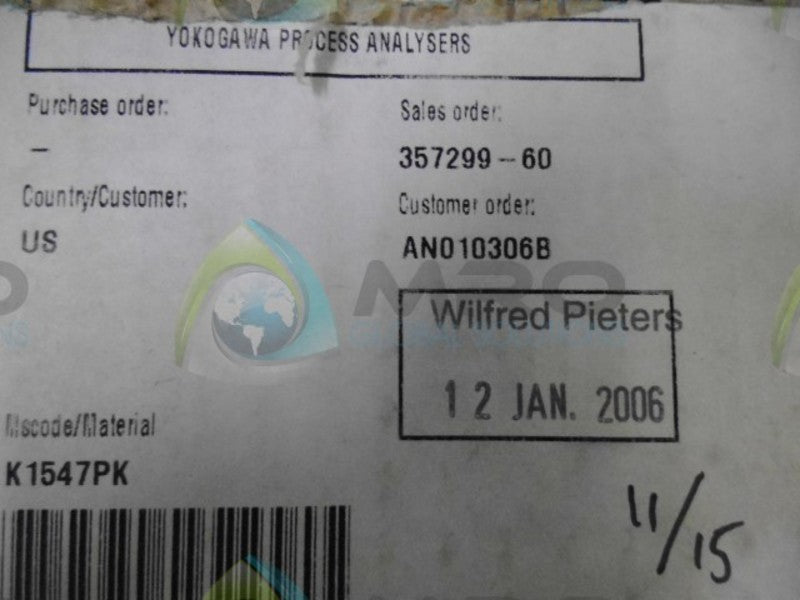 YOKOGAWA PROCESS ANALYSERS
Purchase order:
Sales order:
–
357299-60
Country/Customer:
Customer order:
US
AN010306B
MRO
Wilfred Pieters
12 JAN. 2006
Mscode/Material
K1547PK
11/15